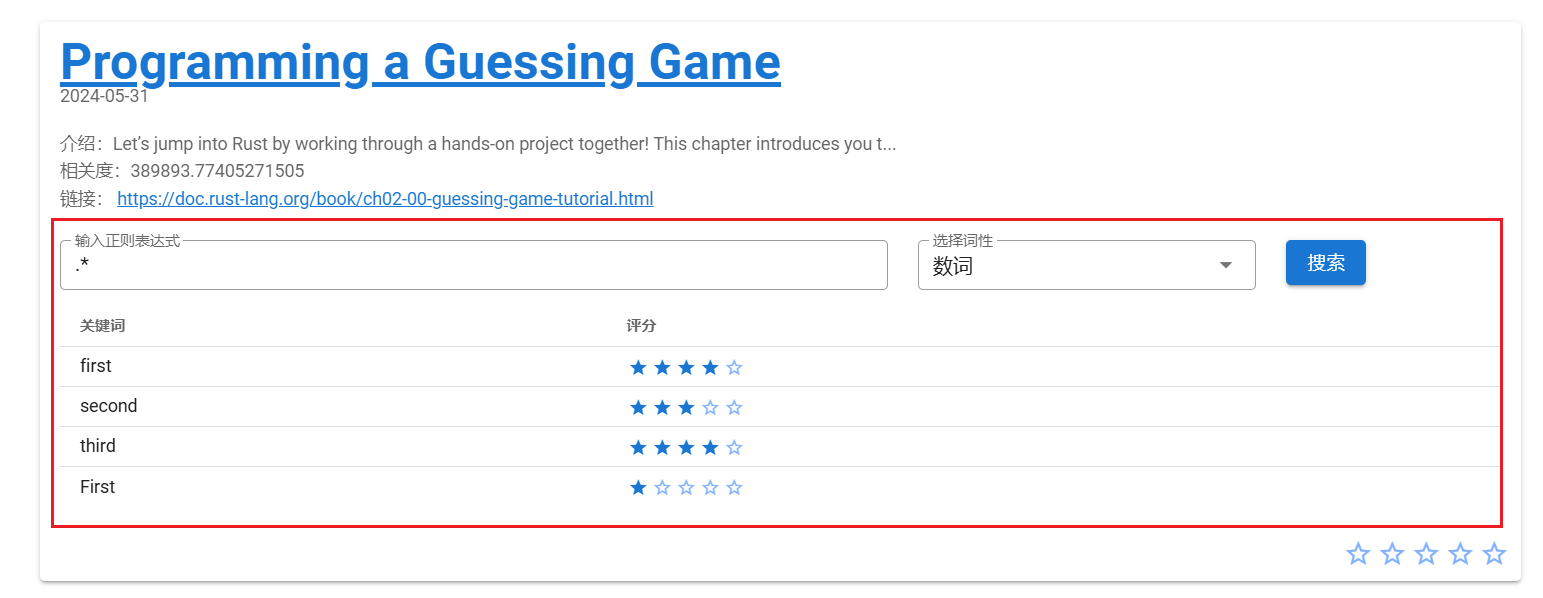 Programming a Guessing Game
2024-05-31
介绍：Let’s jump into Rust by working through a hands-on project together! This chapter introduces you t...
相关度：389893.77405271505
链接： https://doc.rust-lang.org/book/ch02-00-guessing-game-tutorial.html
输入正则表达式 选择词性
.* 数词 搜索
关键词 评分
first
second
third
First